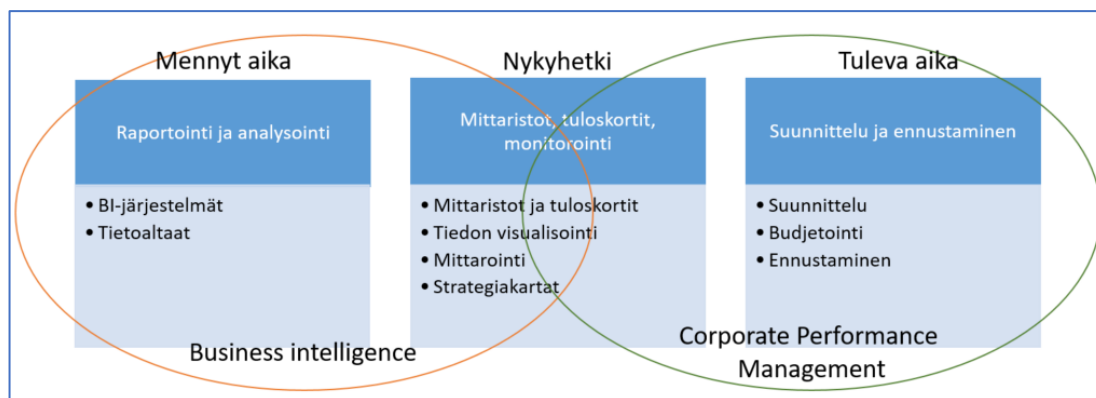 Mennyt aika
Nykyhetki
Tuleva aika
Raportointi ja analysointi
Mittaristot, tuloskortit,
monitorointi
Suunnittelu ja ennustaminen
• BI-järjestelmät
• Tietoaltaat
• Mittaristot ja tuloskortit
• Tiedon visualisointi
• Mittarointi
• Strategiakartat
• Suunnittelu
• Budjetointi
• Ennustaminen
Business intelligence
Corporate Performance
Management